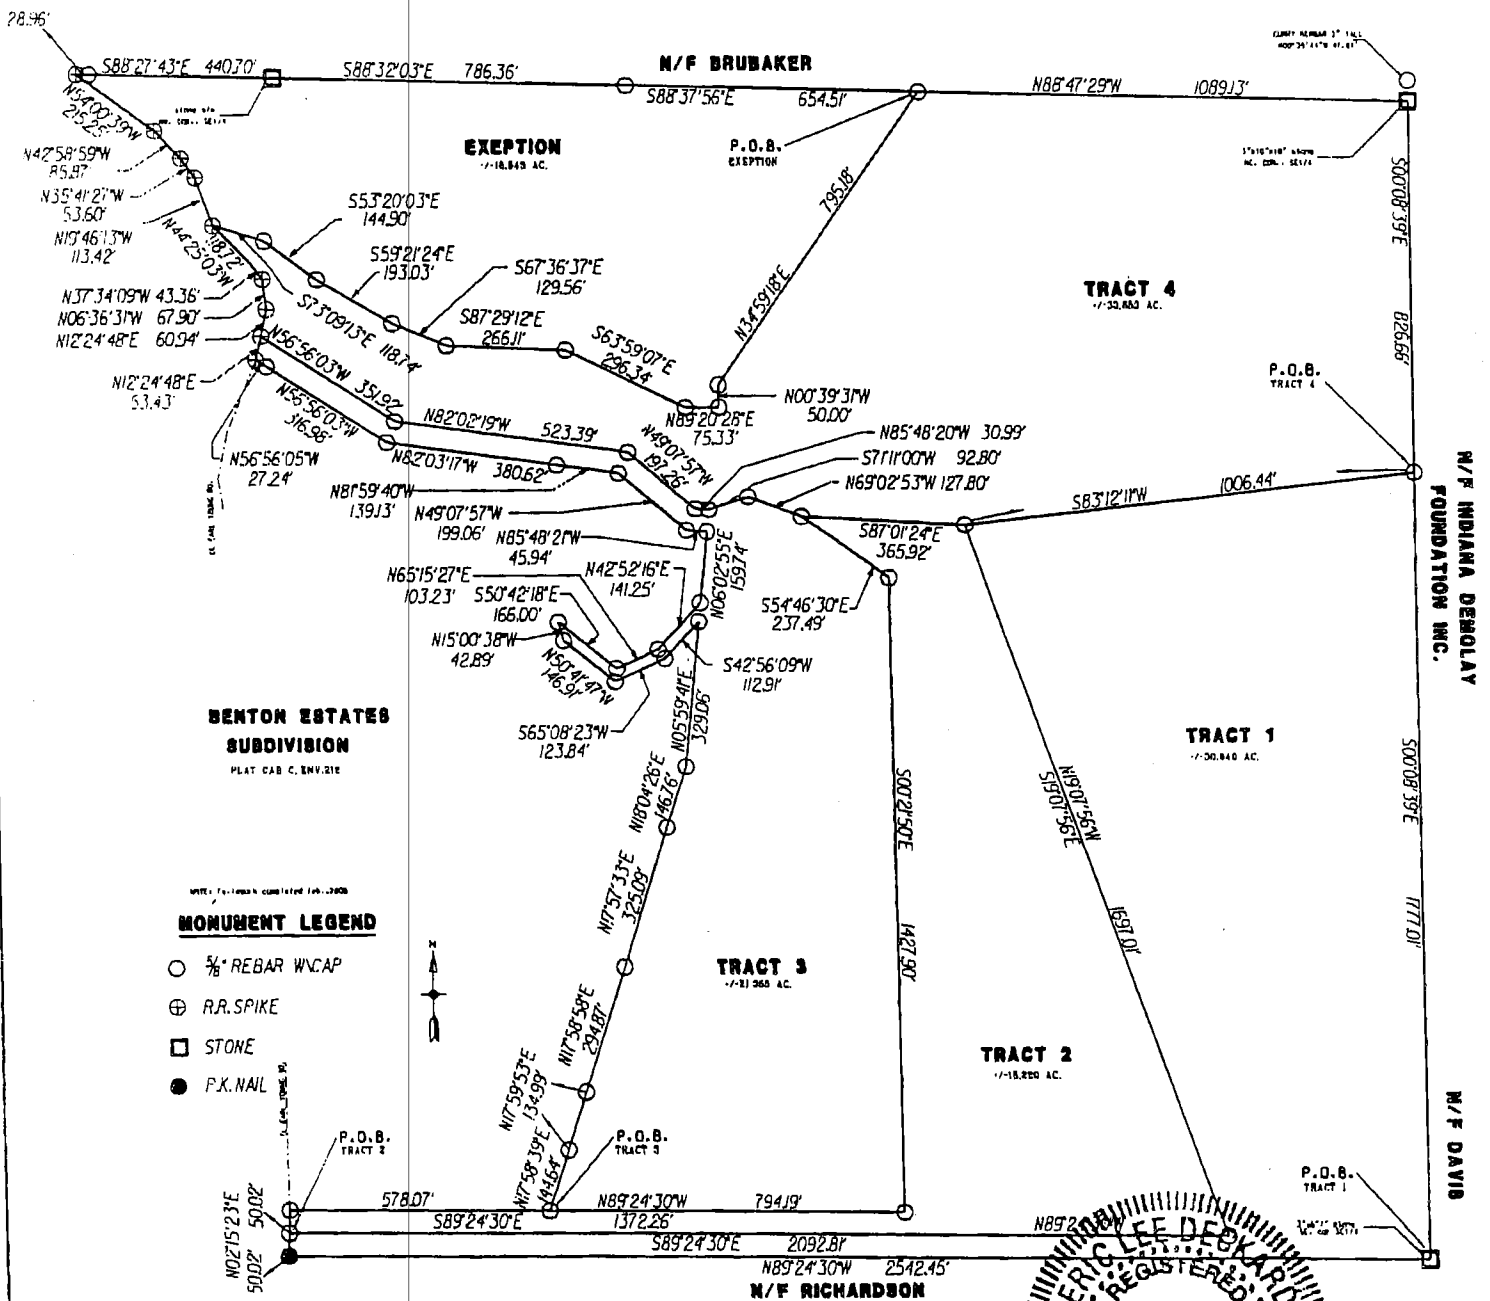 28.96'
S88°27'43"E 440.70'
S88°32'03"E 786.36'
N/F BRUBAKER
S88°37'56"E 654.51'
N88°47'29"W 1089.13'
N54°00'39"W
215.25'
N42°58'59"W
85.97'
N35°41'27"W
53.60'
N19°46'13"W
113.42'
N44°25'03"W
118.72'
N37°34'09"W 43.36'
N06°36'31"W 67.90'
N12°24'48"E 60.94'
N12°24'48"E
53.43'
EXEPTION
P.O.B.
EXEPTION
S53°20'03"E
144.90'
S59°21'24"E
193.03'
S67°36'37"E
129.56'
S87°29'12"E
266.11'
S73°09'13"E 118.74'
S63°59'07"E
296.34'
N34°59'18"E
795.18'
N00°39'31"W
50.00'
N89°20'28"E
75.33'
S00°08'39"E
826.66'
TRACT 4
P.O.B.
TRACT 4
N56°56'03"W 351.92'
N56°56'03"W
316.96'
N56°56'05"W
27.24'
N82°02'19"W 523.39'
N82°03'17"W 380.62'
N81°59'40"W
139.13'
N49°07'57"W
197.26'
N49°07'57"W
199.06'
N85°48'20"W 30.99'
S71°11'00"W 92.80'
N69°02'53"W 127.80'
S83°12'11"W 1006.44'
S87°01'24"E
365.92'
N85°48'21"W
45.94'
N06°02'55"E
159.74'
N42°52'16"E
141.25'
N65°15'27"E
103.23'
S50°42'18"E
166.00'
N15°00'38"W
42.89'
N50°41'47"W
146.91'
S65°08'23"W
123.84'
S42°56'09"W
112.91'
S54°46'30"E
237.49'
N/F INDIANA DEMOLAY
FOUNDATION INC.
BENTON ESTATES
SUBDIVISION
PLAT CAB C, ENV.212
N05°59'41"E
329.06'
N18°04'26"E
146.76'
N17°57'33"E
325.09'
N17°58'58"E
294.87'
N17°59'53"E
134.99'
N17°58'39"E
144.64'
S00°21'50"E
1427.90'
N19°07'56"W
S19°07'56"E
1697.01'
TRACT 1
S00°08'39"E
1777.01'
MONUMENT LEGEND
5/8" REBAR W\CAP
R.R. SPIKE
STONE
P.K. NAIL
N
TRACT 3
TRACT 2
P.O.B.
TRACT 2
P.O.B.
TRACT 3
P.O.B.
TRACT 1
N/F DAVIS
N02°15'23"E
50.02'
50.02'
578.07'
N89°24'30"W 794.19'
S89°24'30"E 1372.26'
S89°24'30"E 2092.81'
N89°24'30"W 2542.45'
N/F RICHARDSON
ERIC LEE DECKARD
REGISTERED